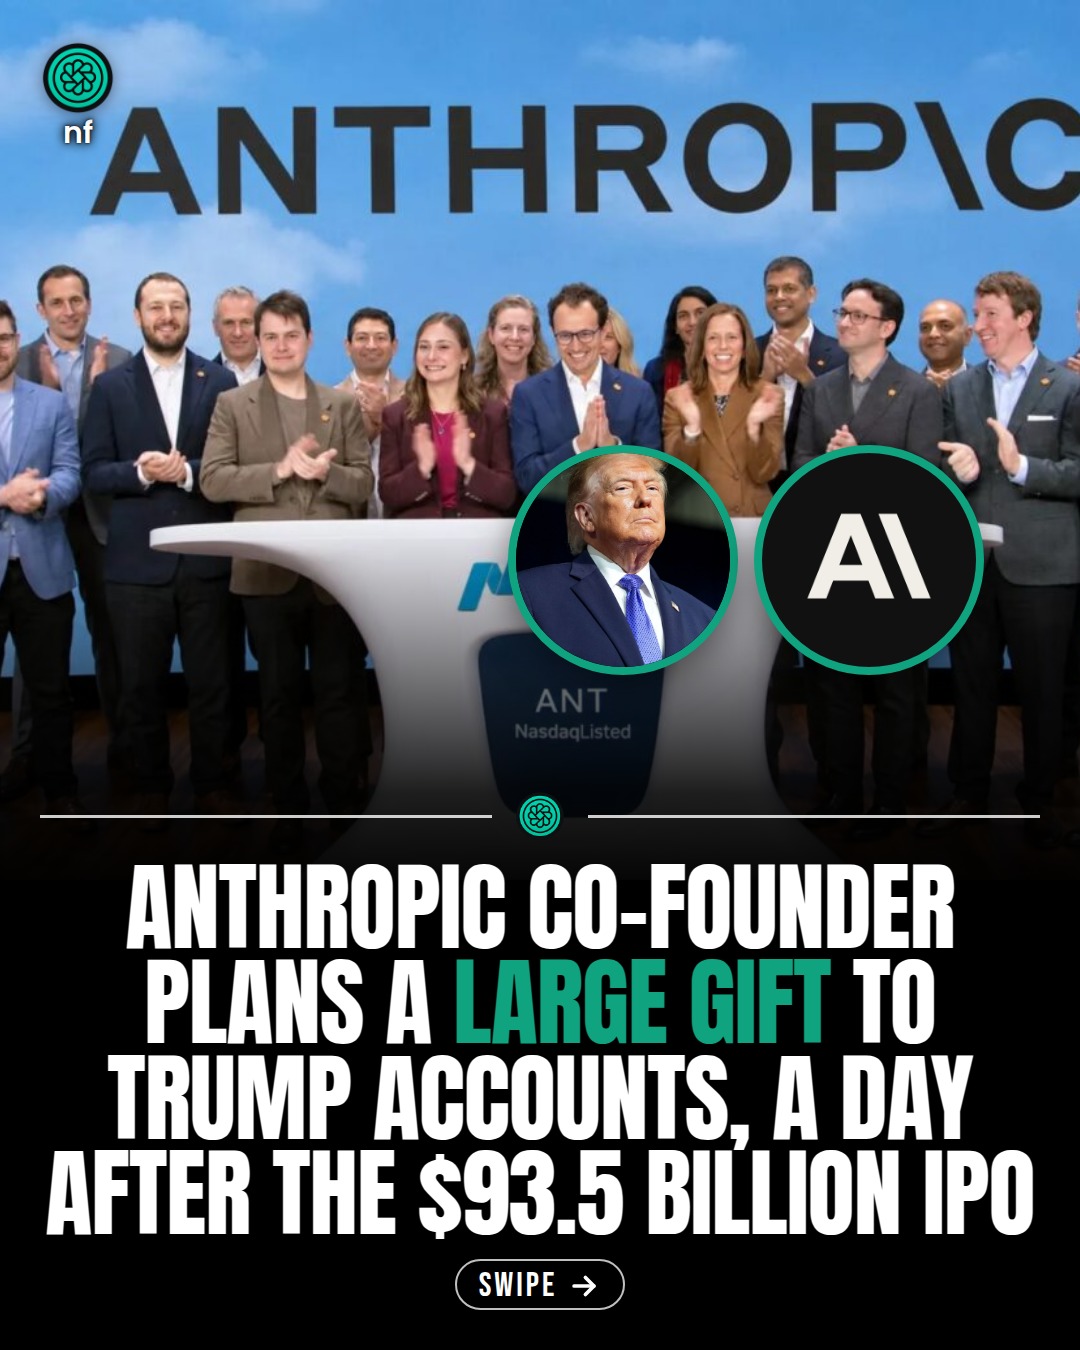 nf
ANTHROP\C
ANT
NasdaqListed
A\
ANTHROPIC CO-FOUNDER
PLANS A LARGE GIFT TO
TRUMP ACCOUNTS, A DAY
AFTER THE $93.5 BILLION IPO
SWIPE →